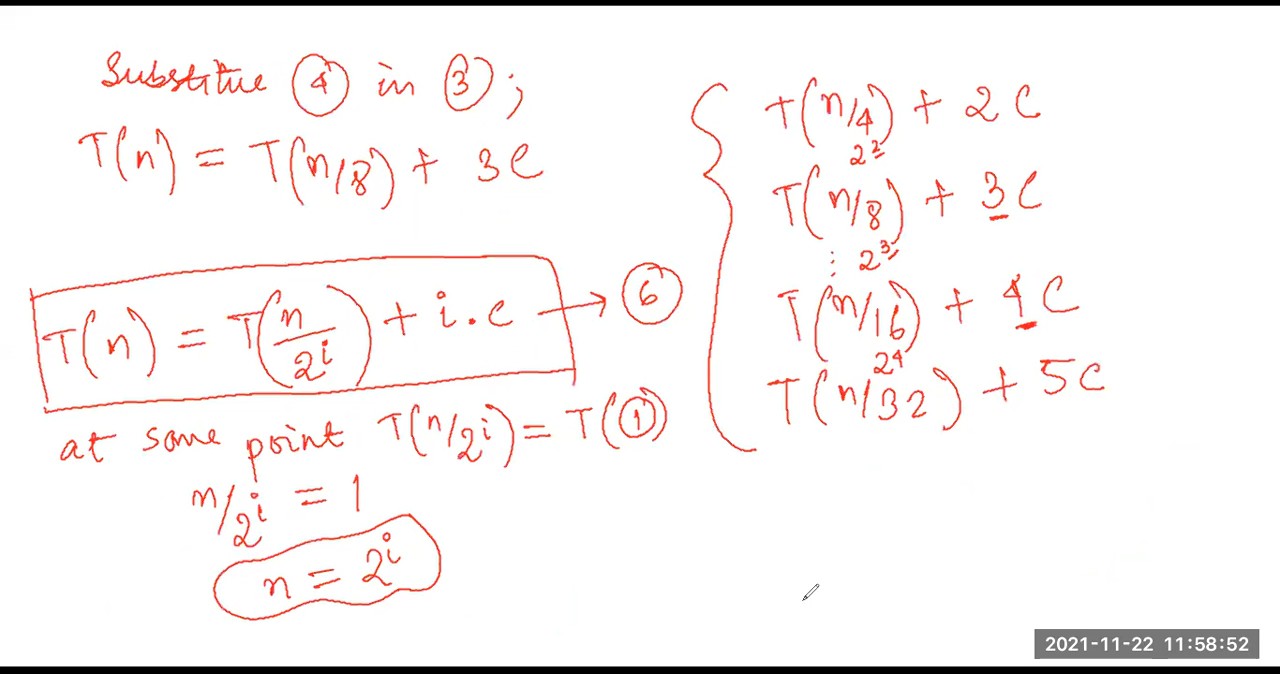 Substitue ④ in ③;
T(n) = T(n/8) + 3C
T(n) = T(n/2^i) + i.c → ⑥
at some point T(n/2^i) = T(①)
n/2^i = 1
n = 2^i
T(n/4) + 2C
2^2
T(n/8) + 3C
⋮ 2^3
T(n/16) + 4C
2^4
T(n/32) + 5C
2021-11-22 11:58:52